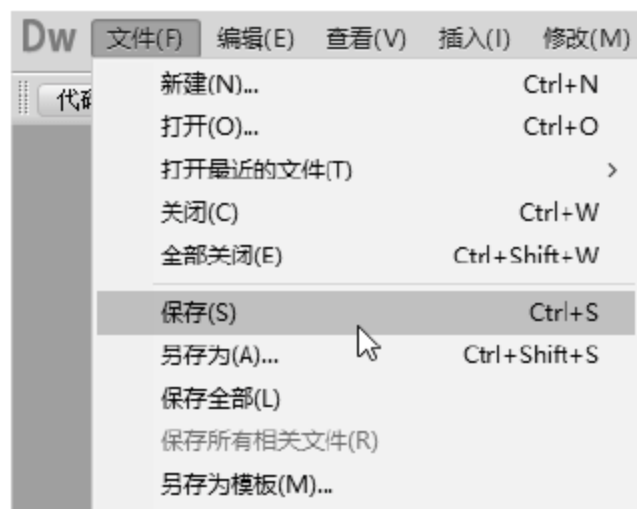 Dw 文件(F) 编辑(E) 查看(V) 插入(I) 修改(M)
新建(N)... Ctrl+N
代码
打开(O)... Ctrl+O
打开最近的文件(T) >
关闭(C) Ctrl+W
全部关闭(E) Ctrl+Shift+W
保存(S) Ctrl+S
另存为(A)... Ctrl+Shift+S
保存全部(L)
保存所有相关文件(R)
另存为模板(M)...